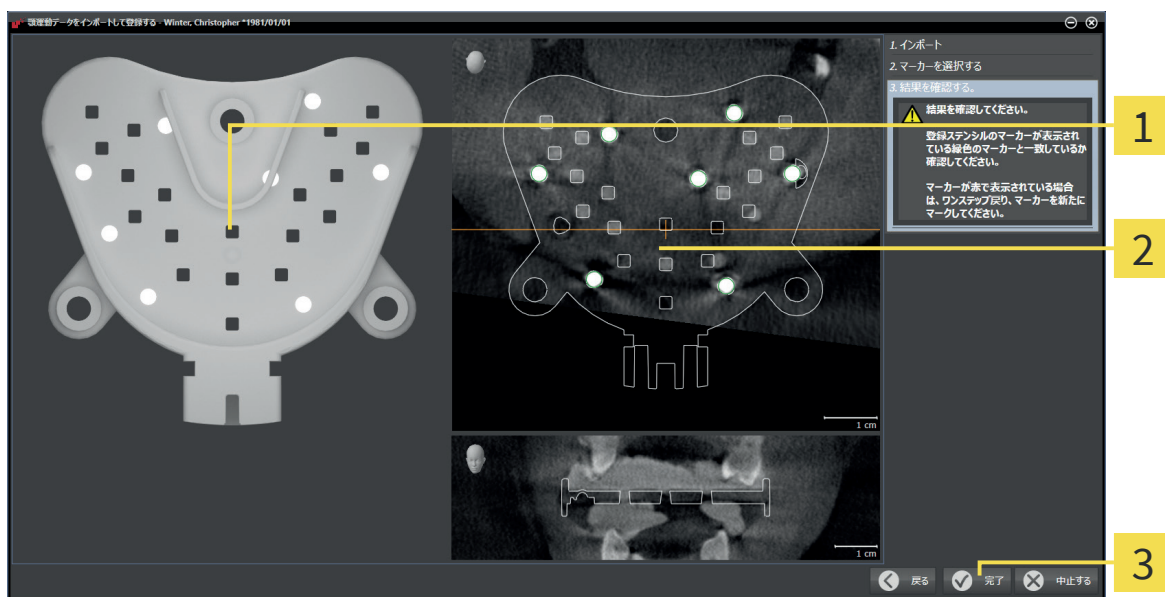 顎運動データをインポートして登録する - Winter, Christopher *1981/01/01
1. インポート
2. マーカーを選択する
3. 結果を確認する。
結果を確認してください。
登録ステンシルのマーカーが表示され
ている緑色のマーカーと一致しているか
確認してください。
マーカーが赤で表示されている場合
は、ワンステップ戻り、マーカーを新たに
マークしてください。
1
2
1 cm
1 cm
3
戻る
完了
中止する